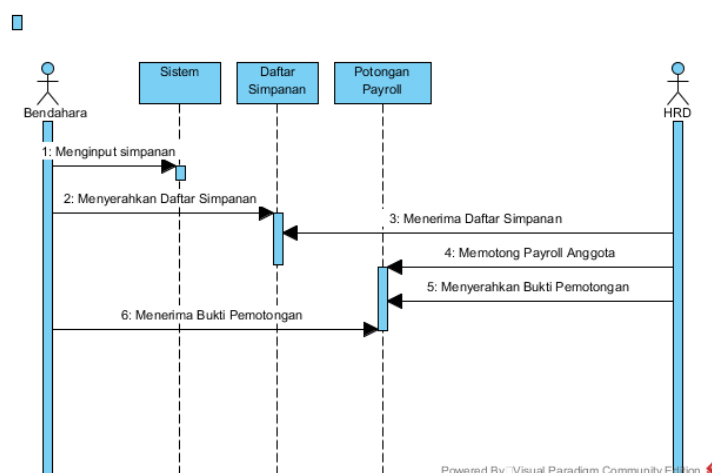 Sistem
Daftar
Simpanan
Potongan
Payroll
Bendahara
HRD
1: Menginput simpanan
2: Menyerahkan Daftar Simpanan
3: Menerima Daftar Simpanan
4: Memotong Payroll Anggota
5: Menyerahkan Bukti Pemotongan
6: Menerima Bukti Pemotongan
Powered By Visual Paradigm Community Edition